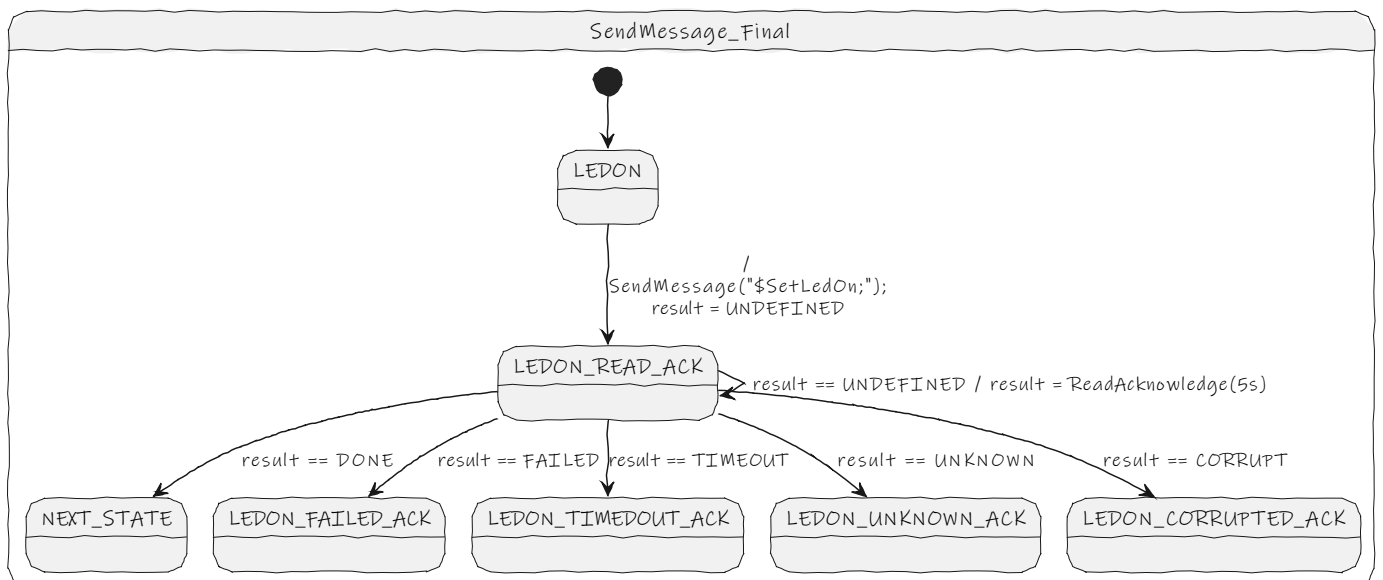 SendMessage_Final
LEDON
/
SendMessage("$SetLedOn;");
result = UNDEFINED
LEDON_READ_ACK
result == UNDEFINED / result = ReadAcknowledge(5s)
result == DONE
result == FAILED
result == TIMEOUT
result == UNKNOWN
result == CORRUPT
NEXT_STATE
LEDON_FAILED_ACK
LEDON_TIMEDOUT_ACK
LEDON_UNKNOWN_ACK
LEDON_CORRUPTED_ACK